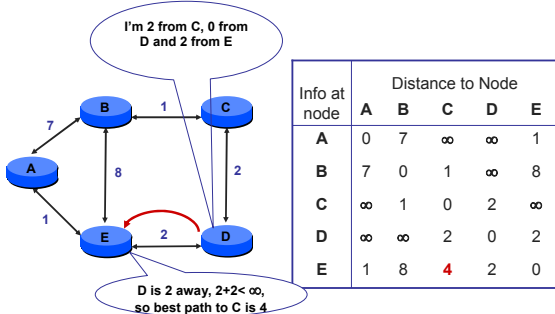 I'm 2 from C, 0 from
D and 2 from E
B
1
C
7
A
8
2
1
E
2
D
D is 2 away, 2+2< ∞,
so best path to C is 4
Info at
node
Distance to Node
A B C D E
A 0 7 ∞ ∞ 1
B 7 0 1 ∞ 8
C ∞ 1 0 2 ∞
D ∞ ∞ 2 0 2
E 1 8 4 2 0